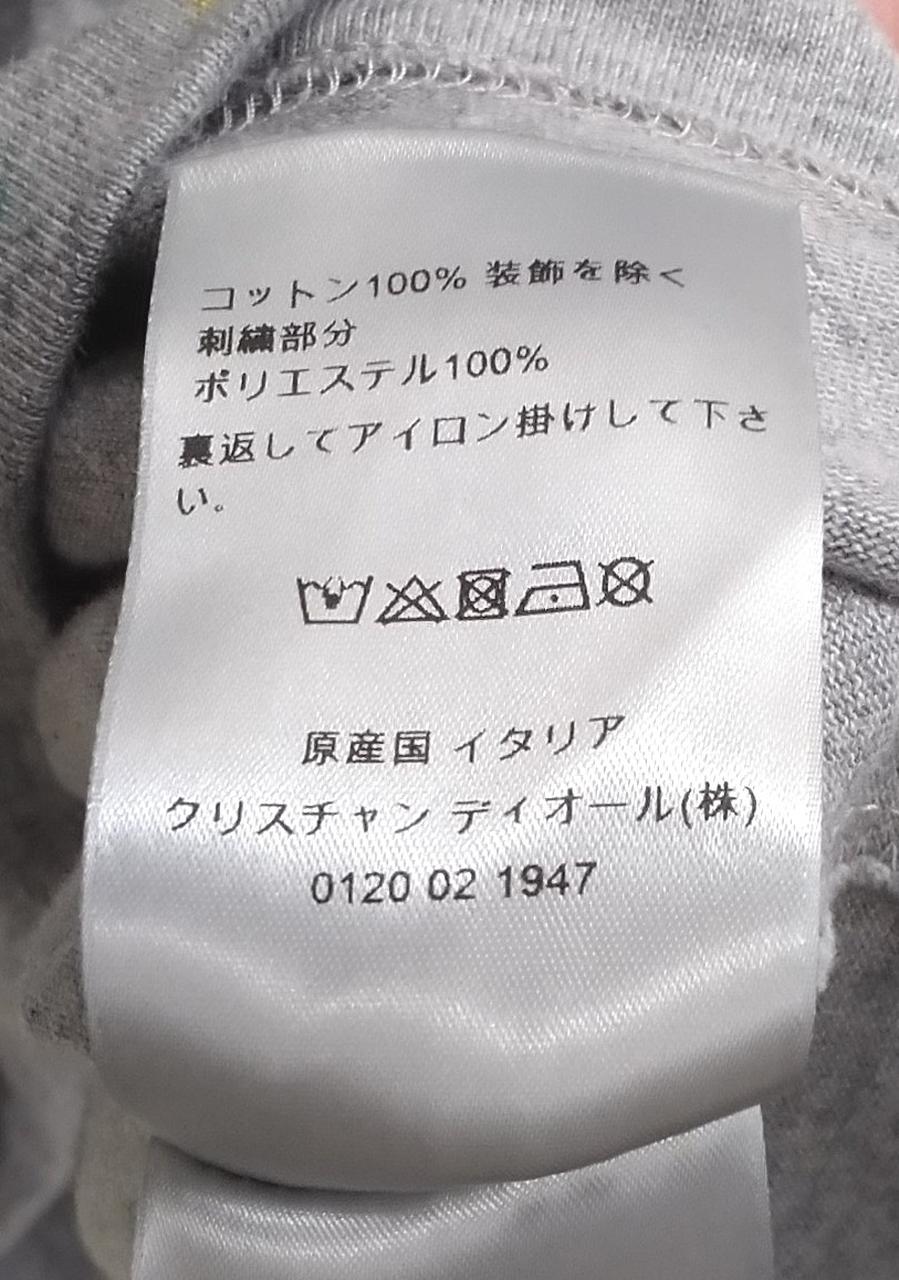 コットン100% 装飾を除く
刺繍部分
ポリエステル100%
裏返してアイロン掛けして下さ
い。
原産国 イタリア
クリスチャン ディオール(株)
0120 02 1947